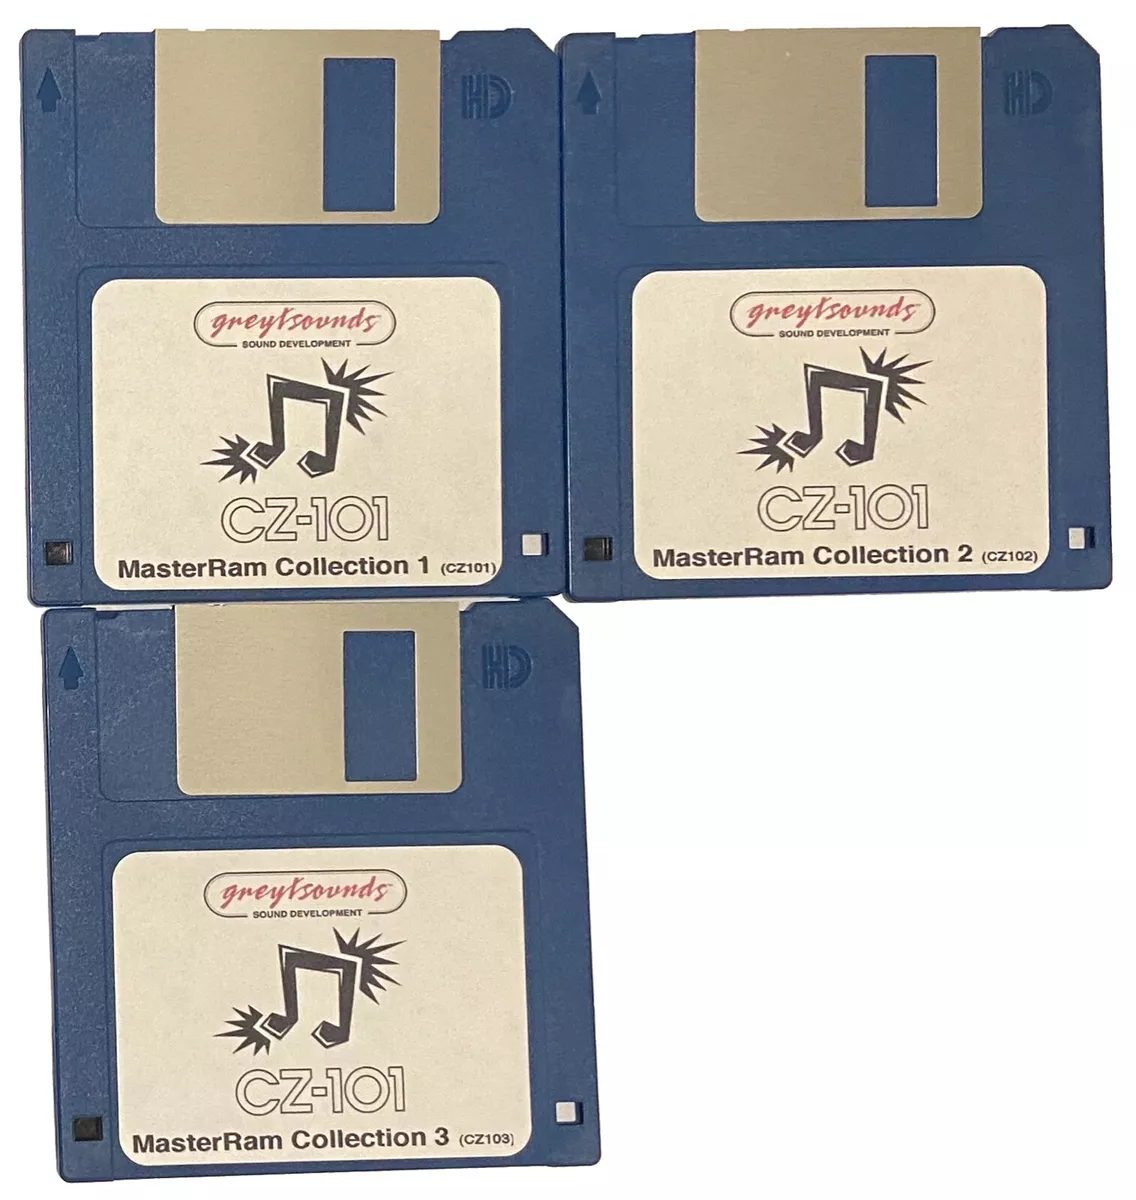 HD
greytsounds
SOUND DEVELOPMENT
CZ-101
MasterRam Collection 1 (CZ101)
HD
greytsounds
SOUND DEVELOPMENT
CZ-101
MasterRam Collection 2 (CZ102)
HD
greytsounds
SOUND DEVELOPMENT
CZ-101
MasterRam Collection 3 (CZ103)